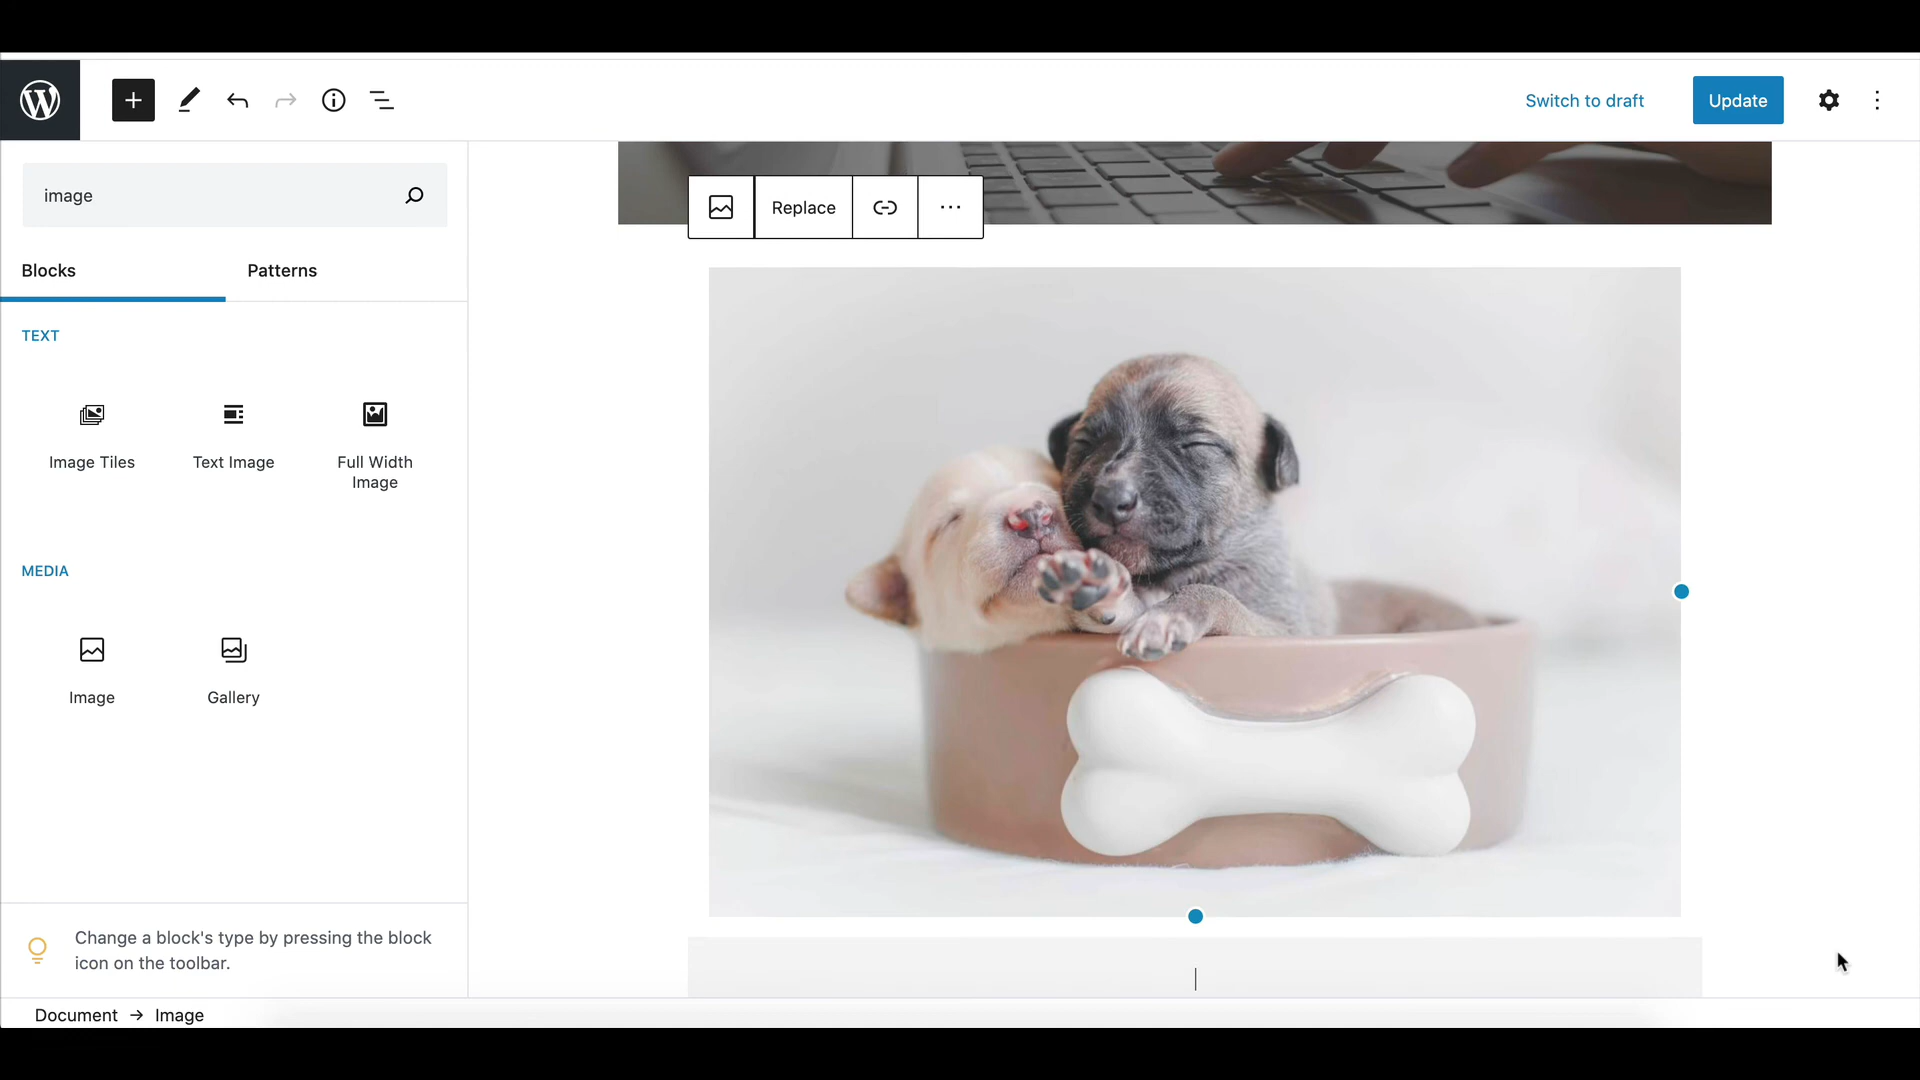 Switch to draft
Update
image
Replace
Blocks
Patterns
TEXT
Image Tiles
Text Image
Full Width
Image
MEDIA
Image
Gallery
Change a block's type by pressing the block
icon on the toolbar.
Document → Image